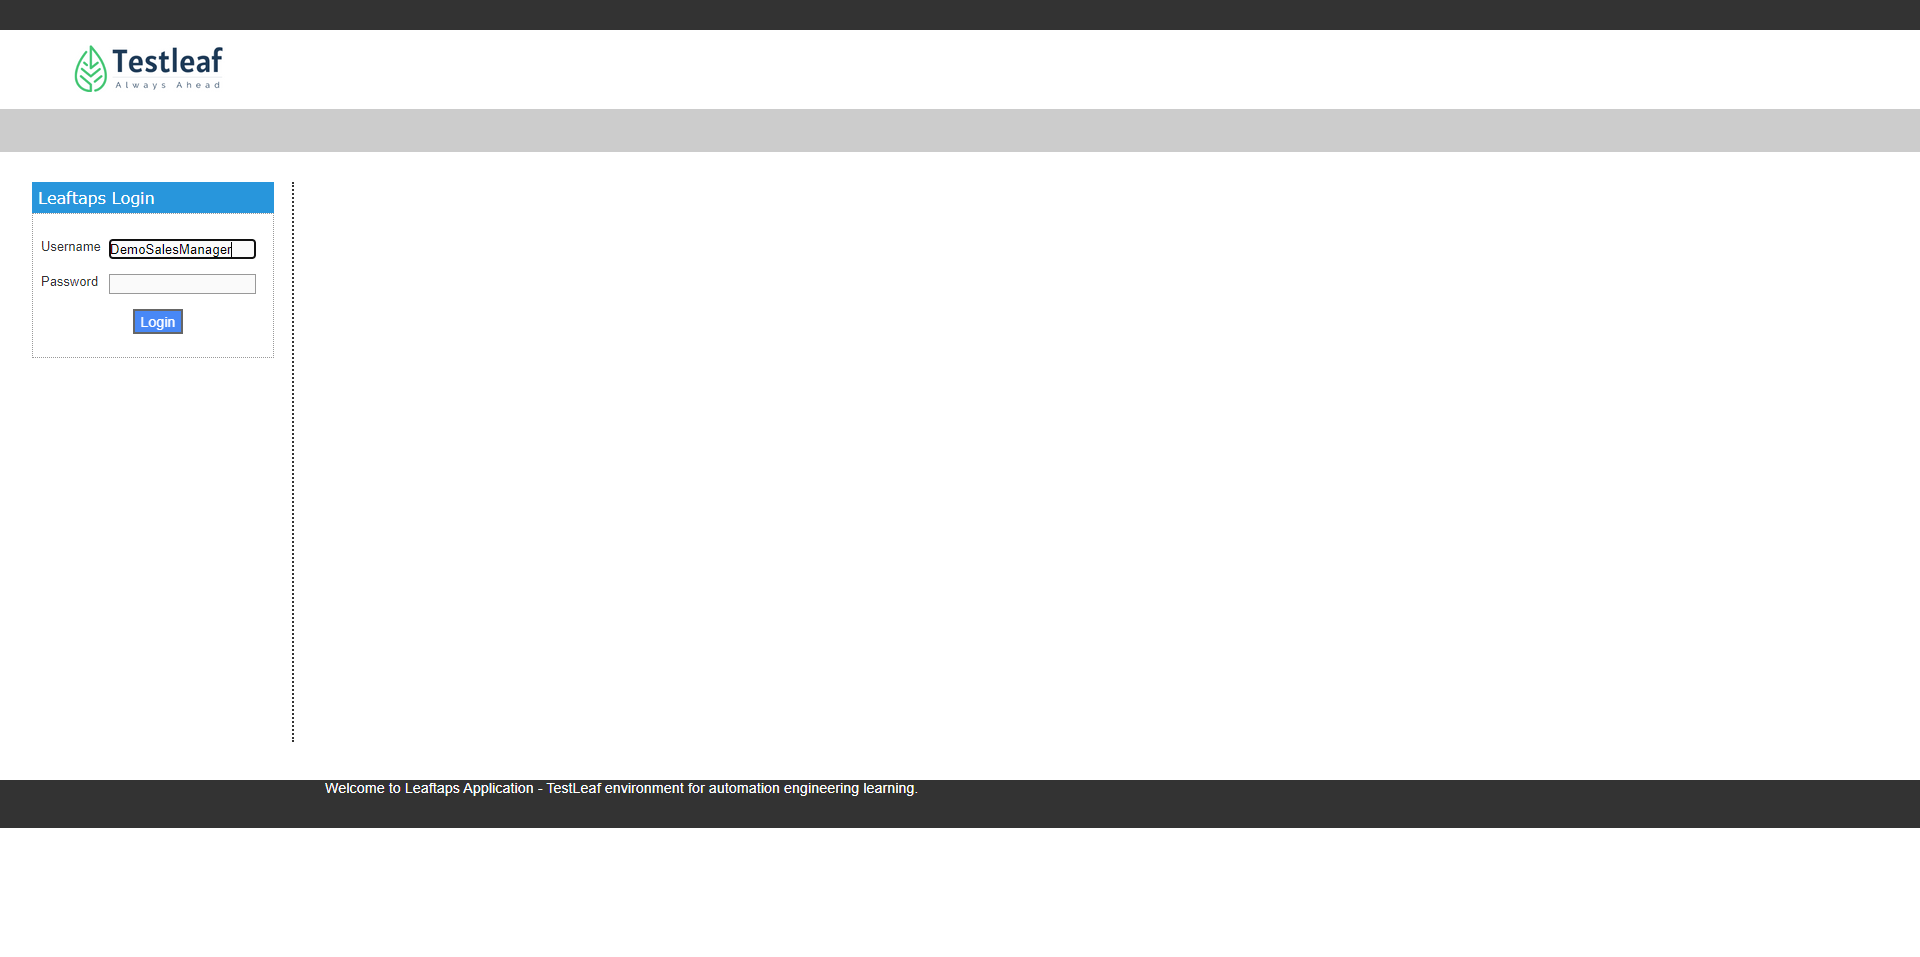 Testleaf
Always Ahead
Leaftaps Login
Username DemoSalesManager
Password
Login
Welcome to Leaftaps Application - TestLeaf environment for automation engineering learning.